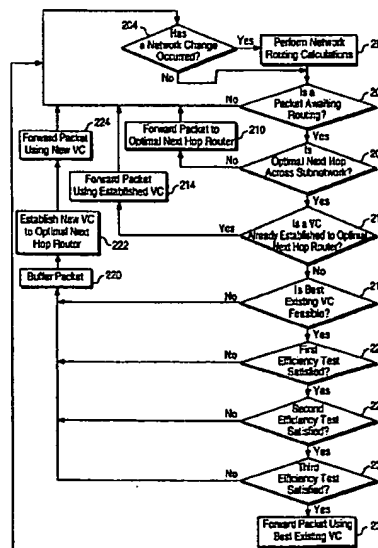 204
Has
a Network Change
Occurred?
Yes
Perform Network
Routing Calculations
No
Is a
Packet Awaiting
Routing?
No
Yes
224
Forward Packet
Using New VC
Forward Packet to
Optimal Next Hop Router
210
Is
Optimal Next Hop
Across Subnetwork?
No
Yes
Forward Packet
Using Established VC
214
Establish New VC
to Optimal Next
Hop Router
222
Is a VC
Already Established to Optimal
Next Hop Router?
Yes
No
Buffer Packet
220
Is Best
Existing VC
Feasible?
No
Yes
First
Efficiency Test
Satisfied?
No
Yes
Second
Efficiency Test
Satisfied?
No
Yes
Third
Efficiency Test
Satisfied?
No
Yes
Forward Packet Using
Best Existing VC